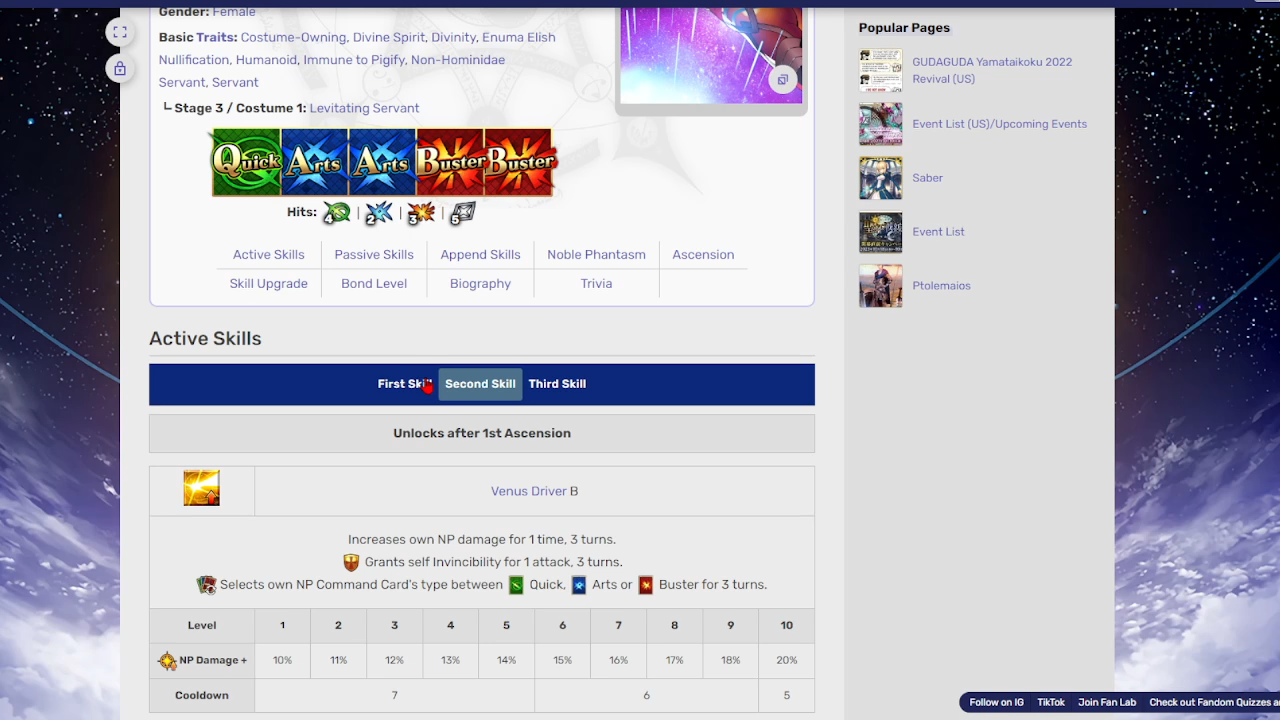 Gender: Female
Basic Traits: Costume-Owning, Divine Spirit, Divinity, Enuma Elish
Nullification, Humanoid, Immune to Pigify, Non-Hominidae
Servant, Servant
Stage 3 / Costume 1: Levitating Servant
Quick Arts Arts Buster Buster
Hits: 4 | 2 | 3 | 5
Active Skills Passive Skills Append Skills Noble Phantasm Ascension
Skill Upgrade Bond Level Biography Trivia
Active Skills
First Skill Second Skill Third Skill
Unlocks after 1st Ascension
Venus Driver B
Increases own NP damage for 1 time, 3 turns.
Grants self Invincibility for 1 attack, 3 turns.
Selects own NP Command Card's type between Quick, Arts or Buster for 3 turns.
Level 1 2 3 4 5 6 7 8 9 10
NP Damage + 10% 11% 12% 13% 14% 15% 16% 17% 18% 20%
Cooldown 7 6 5
Popular Pages
GUDAGUDA Yamataikoku 2022
Revival (US)
Event List (US)/Upcoming Events
Saber
Event List
Ptolemaios
Follow on IG TikTok Join Fan Lab Check out Fandom Quizzes